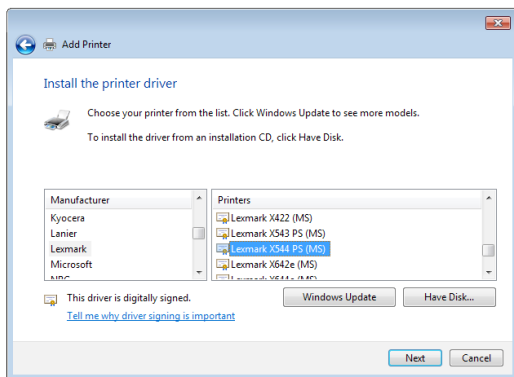 Add Printer
Install the printer driver
Choose your printer from the list. Click Windows Update to see more models.
To install the driver from an installation CD, click Have Disk.
Manufacturer
Kyocera
Lanier
Lexmark
Microsoft
Printers
Lexmark X422 (MS)
Lexmark X543 PS (MS)
Lexmark X544 PS (MS)
Lexmark X642e (MS)
This driver is digitally signed.
Tell me why driver signing is important
Windows Update
Have Disk...
Next
Cancel